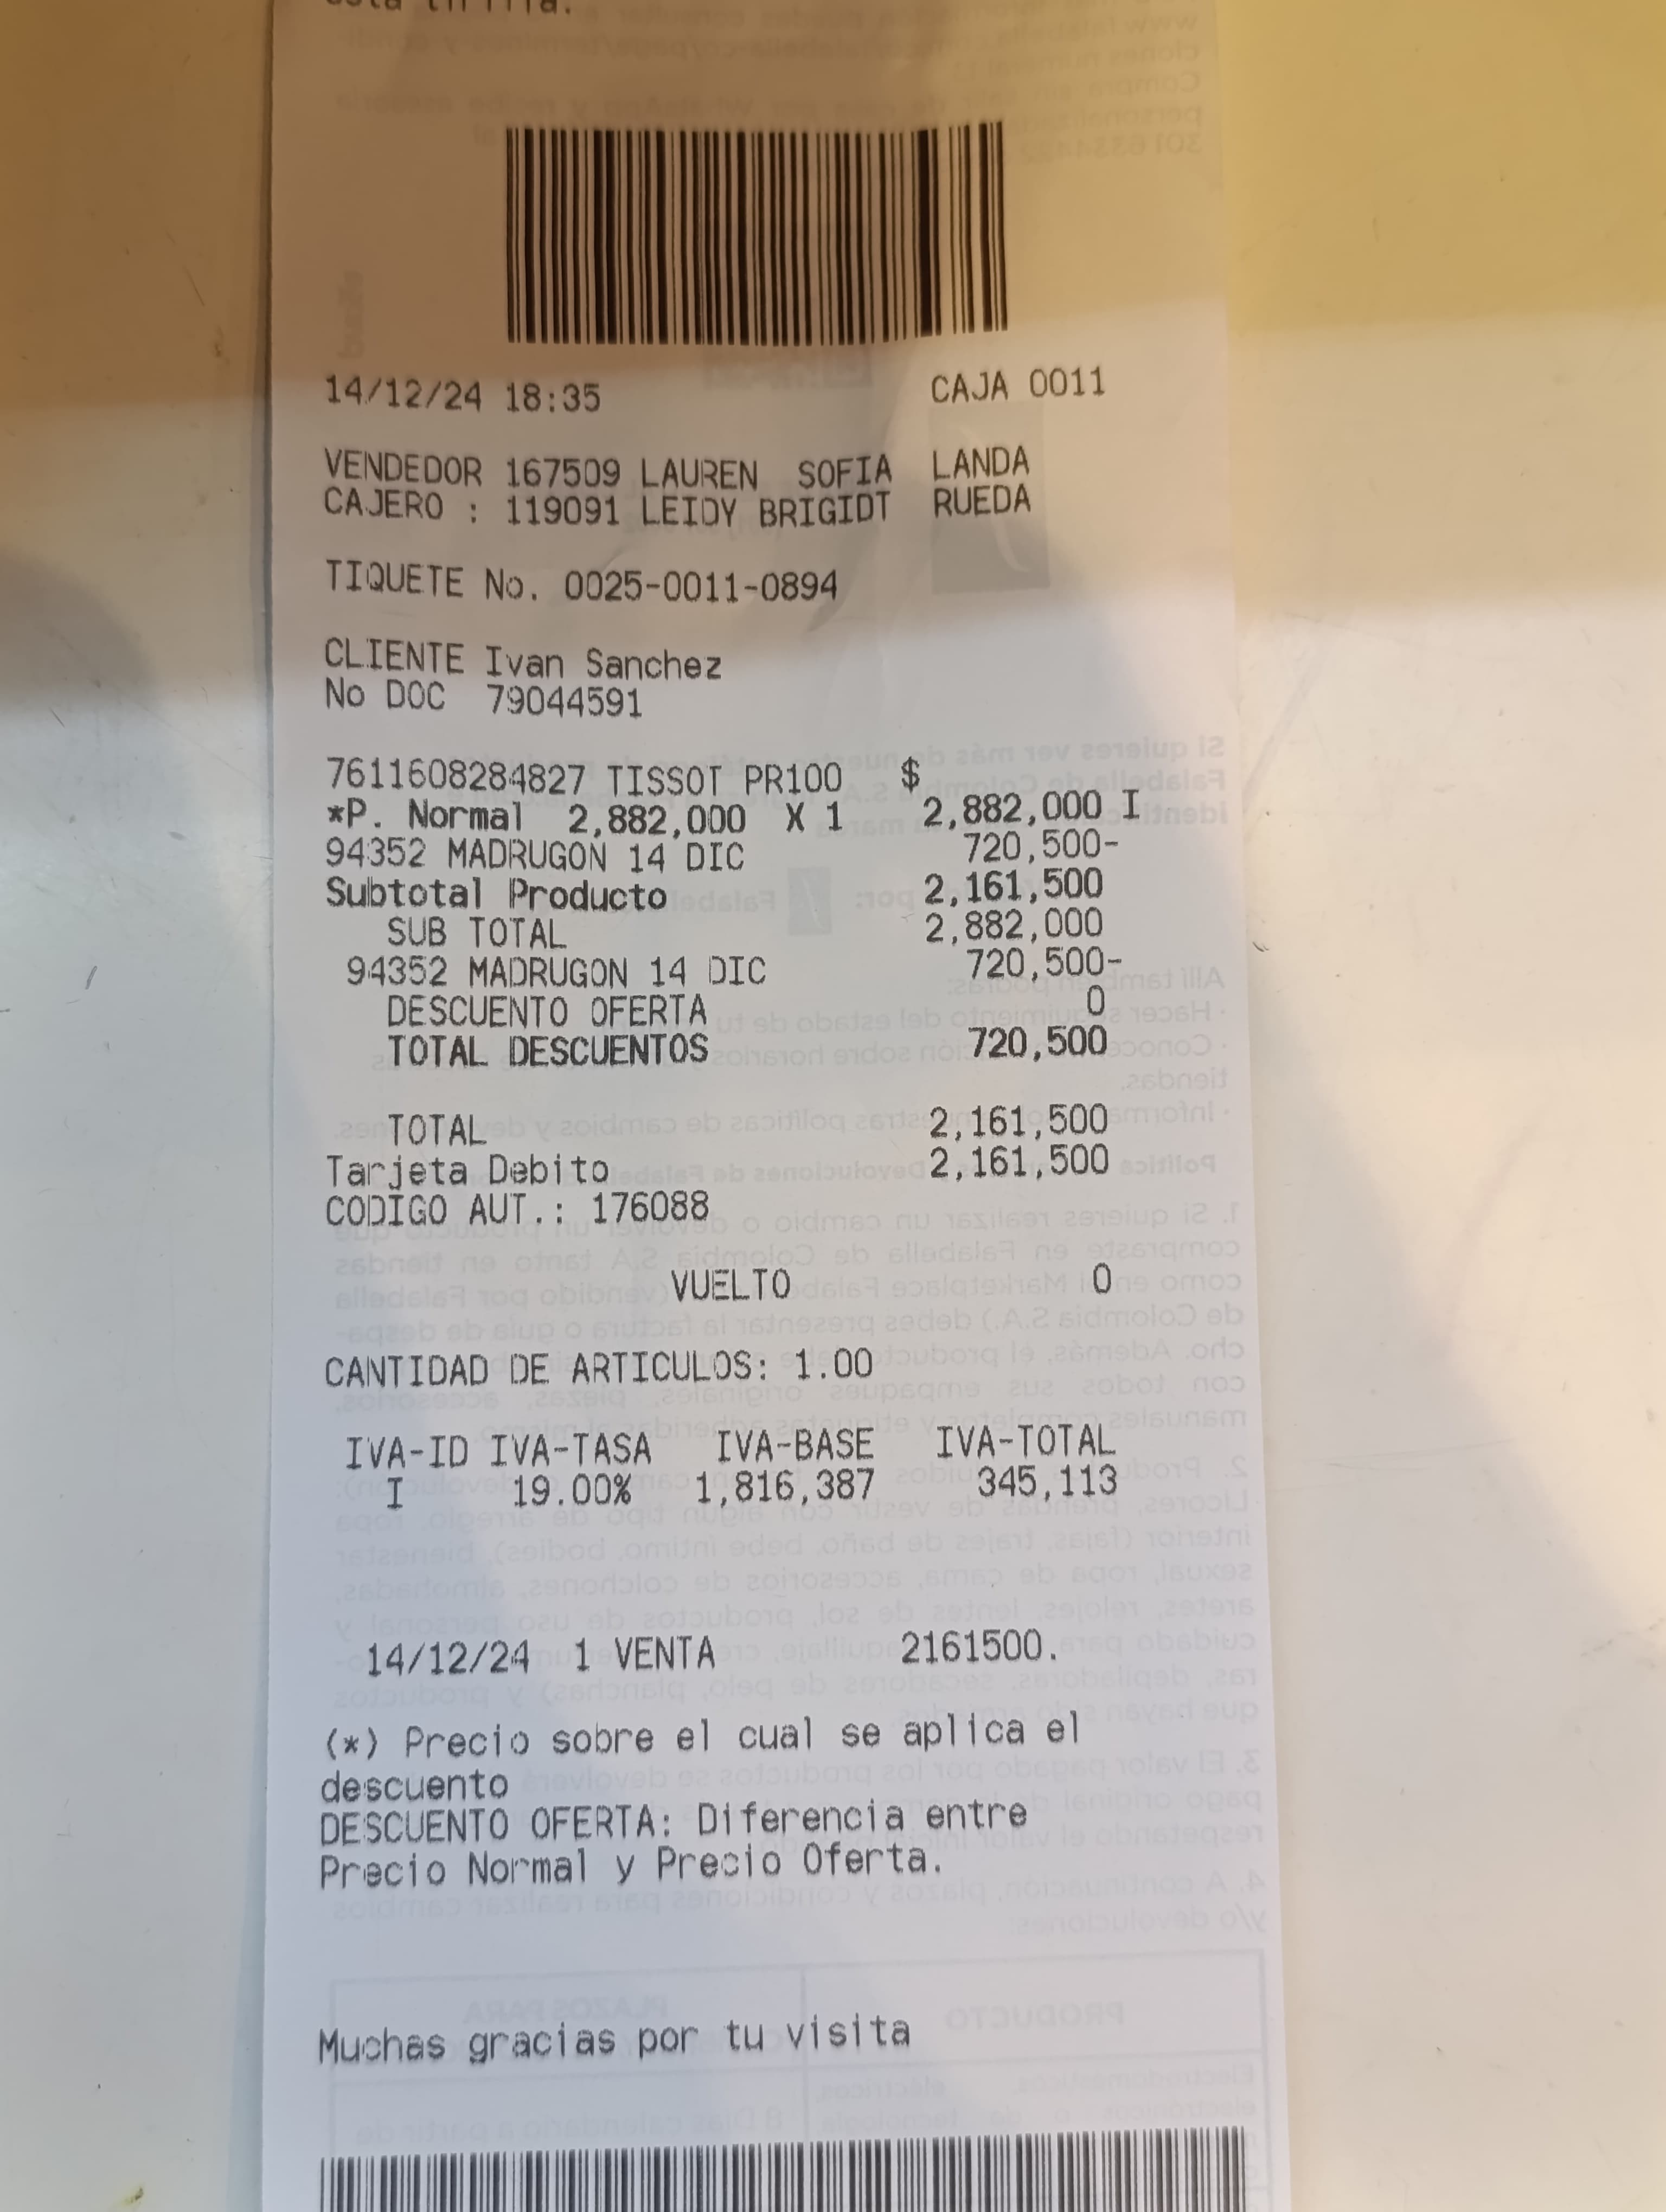 14/12/24 18:35 CAJA 0011
VENDEDOR 167509 LAUREN SOFIA LANDA
CAJERO : 119091 LEIDY BRIGIDT RUEDA
TIQUETE No. 0025-0011-0894
CLIENTE Ivan Sanchez
No DOC 79044591
7611608284827 TISSOT PR100 $
*P. Normal 2,882,000 X 1 2,882,000 I
94352 MADRUGON 14 DIC 720,500-
Subtotal Producto 2,161,500
SUB TOTAL 2,882,000
94352 MADRUGON 14 DIC 720,500-
DESCUENTO OFERTA 0
TOTAL DESCUENTOS 720,500
TOTAL 2,161,500
Tarjeta Debito 2,161,500
CODIGO AUT.: 176088
VUELTO 0
CANTIDAD DE ARTICULOS: 1.00
IVA-ID IVA-TASA IVA-BASE IVA-TOTAL
I 19.00% 1,816,387 345,113
14/12/24 1 VENTA 2161500.
(*) Precio sobre el cual se aplica el
descuento
DESCUENTO OFERTA: Diferencia entre
Precio Normal y Precio Oferta.
Muchas gracias por tu visita